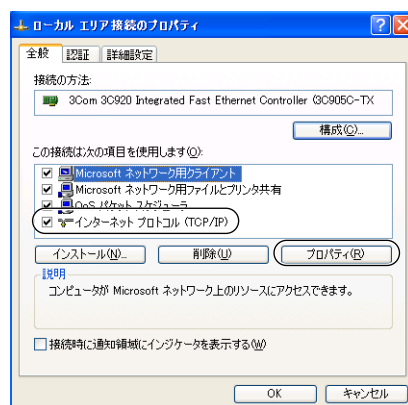 ローカル エリア接続のプロパティ
全般 認証 詳細設定
接続の方法:
3Com 3C920 Integrated Fast Ethernet Controller (3C905C-TX
構成(C)...
この接続は次の項目を使用します(O):
Microsoft ネットワーク用クライアント
Microsoft ネットワーク用ファイルとプリンタ共有
QoS パケット スケジューラ
インターネット プロトコル (TCP/IP)
インストール(N)... 削除(U) プロパティ(R)
説明
コンピュータが Microsoft ネットワーク上のリソースにアクセスできます。
接続時に通知領域にインジケータを表示する(W)
OK キャンセル